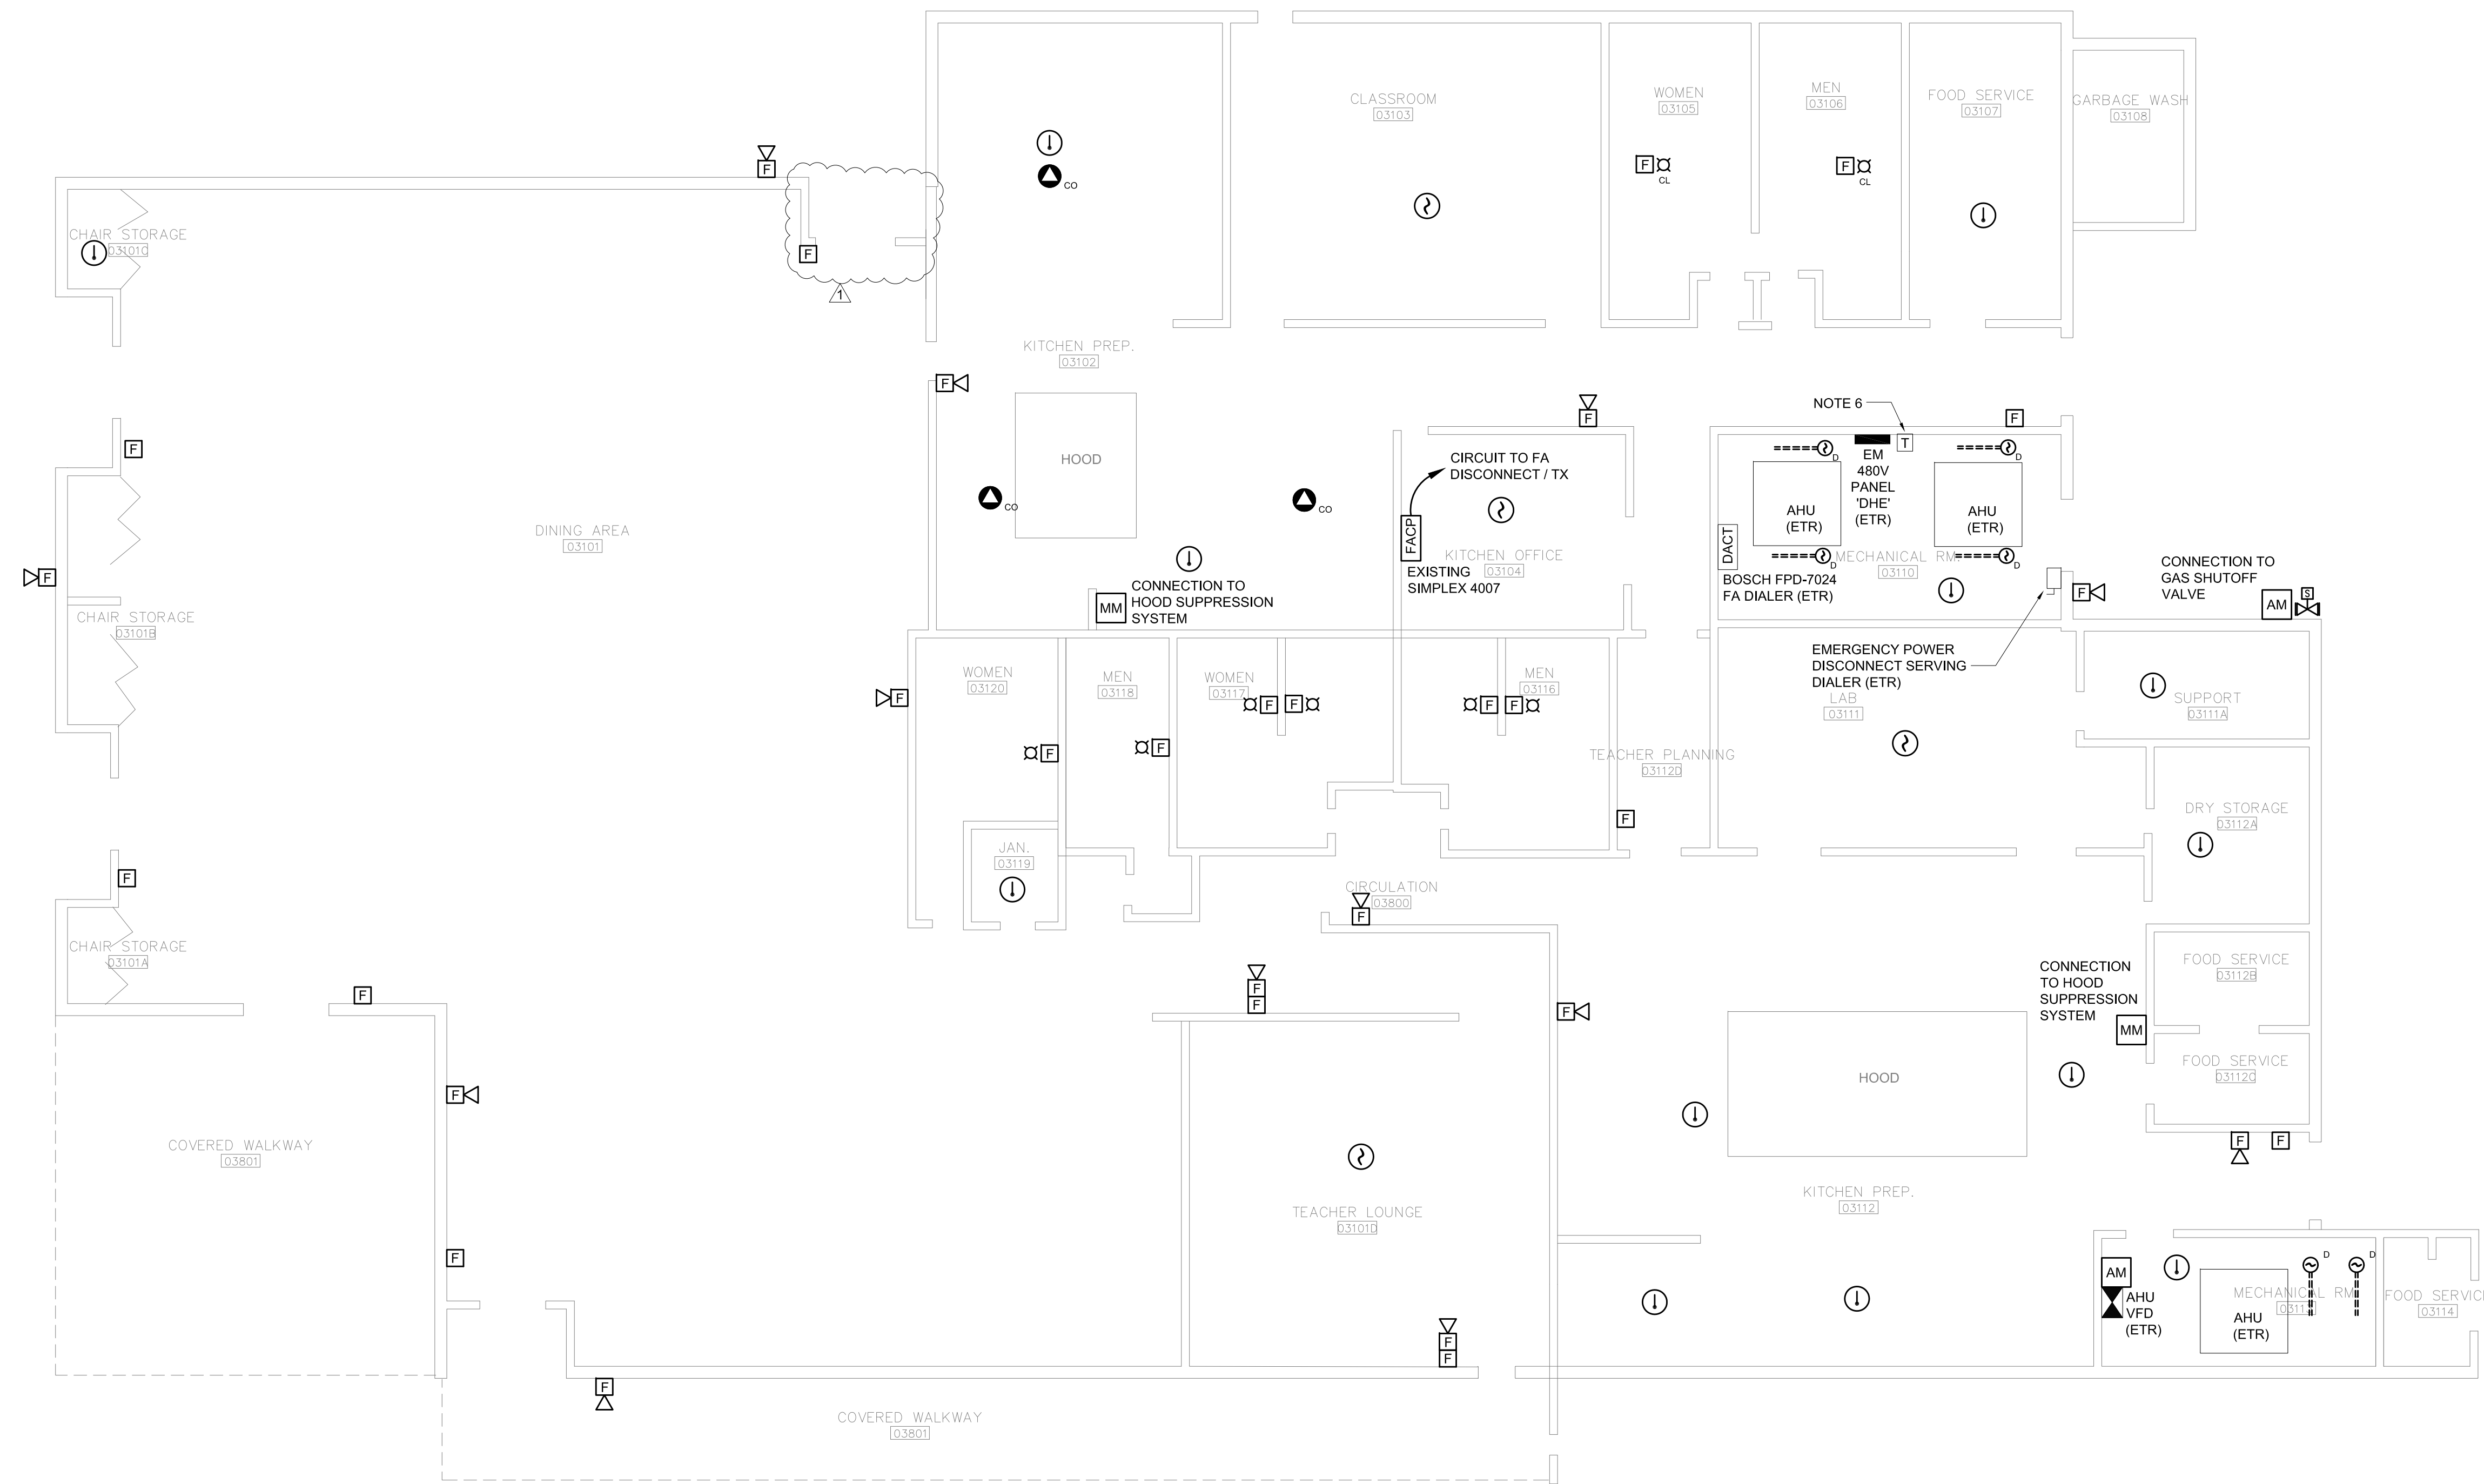 CLASSROOM
03103
WOMEN
03105
MEN
03106
FOOD SERVICE
03107
GARBAGE WASH
03108
F
CO
F
CL
F
CL
CHAIR STORAGE
03101C
F
1
KITCHEN PREP.
03102
F
HOOD
CO
CO
F
NOTE 6
T
F
CIRCUIT TO FA
DISCONNECT / TX
FACP
KITCHEN OFFICE
03104
EXISTING
SIMPLEX 4007
D
D
EM
480V
PANEL
'DHE'
(ETR)
AHU
(ETR)
AHU
(ETR)
DACT
D
D
MECHANICAL RM.
03110
BOSCH FPD-7024
FA DIALER (ETR)
F
CONNECTION TO
GAS SHUTOFF
VALVE
AM
S
F
DINING AREA
03101
F
CHAIR STORAGE
03101B
MM
CONNECTION TO
HOOD SUPPRESSION
SYSTEM
EMERGENCY POWER
DISCONNECT SERVING
DIALER (ETR)
F
WOMEN
03120
MEN
03118
WOMEN
03117
F
F
F
F
MEN
03116
F
F
LAB
03111
SUPPORT
03111A
TEACHER PLANNING
03112D
F
DRY STORAGE
03112A
JAN.
03119
CIRCULATION
03800
F
F
CHAIR STORAGE
03101A
F
F
F
F
CONNECTION
TO HOOD
SUPPRESSION
SYSTEM
MM
FOOD SERVICE
03112B
FOOD SERVICE
03112C
F
F
HOOD
F
COVERED WALKWAY
03801
F
TEACHER LOUNGE
03101D
KITCHEN PREP.
03112
AM
AHU
VFD
(ETR)
D
D
MECHANICAL RM
AHU
(ETR)
FOOD SERVICE
03114
F
F
F
COVERED WALKWAY
03801